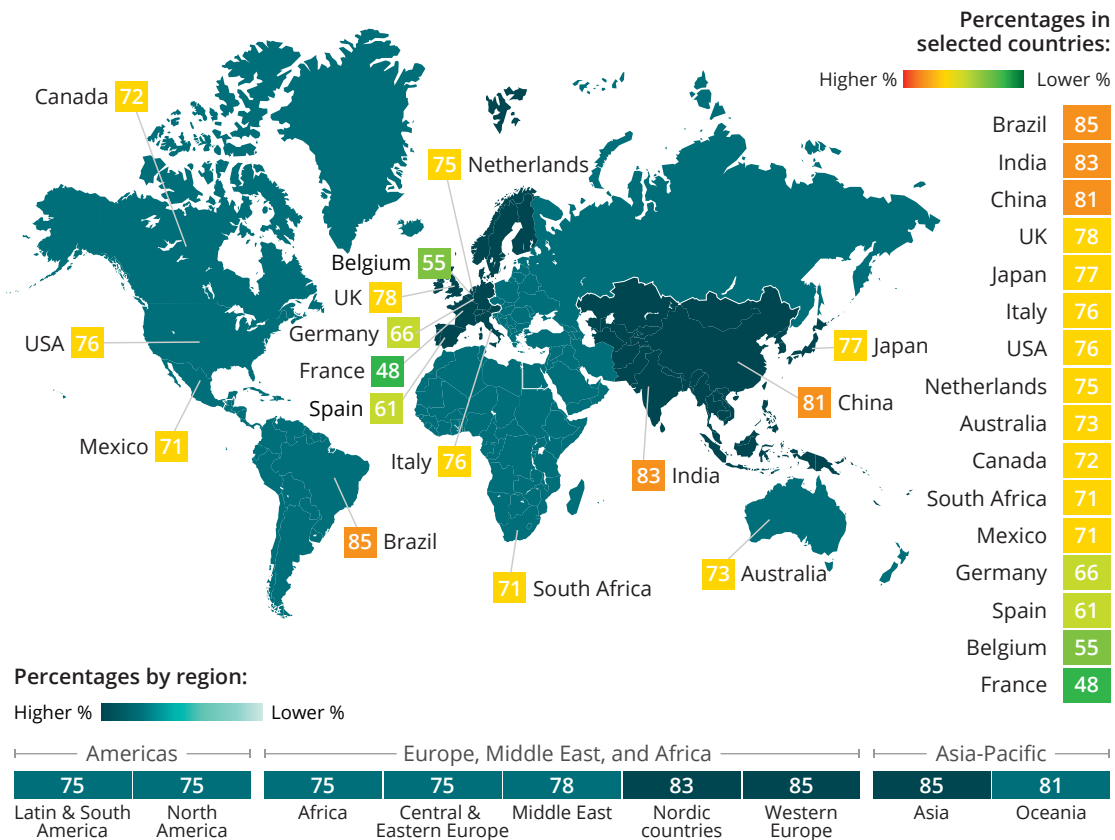 Percentages in
selected countries:
Higher % Lower %
Canada 72
75 Netherlands
Belgium 55
UK 78
Germany 66
USA 76
France 48
77 Japan
Spain 61
81 China
Mexico 71
Italy 76
83 India
85 Brazil
73 Australia
71 South Africa
Brazil 85
India 83
China 81
UK 78
Japan 77
Italy 76
USA 76
Netherlands 75
Australia 73
Canada 72
South Africa 71
Mexico 71
Germany 66
Spain 61
Belgium 55
France 48
Percentages by region:
Higher % Lower %
Americas
75 75
Latin & South
America
North
America
Europe, Middle East, and Africa
75 75 78 83 85
Africa
Central &
Eastern Europe
Middle East
Nordic
countries
Western
Europe
Asia-Pacific
85 81
Asia
Oceania